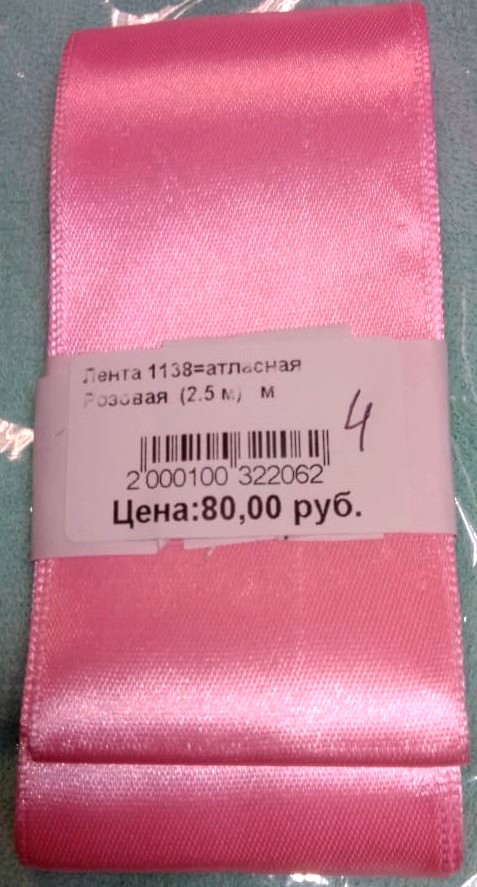 Лента 1138=атласная
Розовая (2.5 м) м
4
2 000100 322062
Цена:80,00 руб.